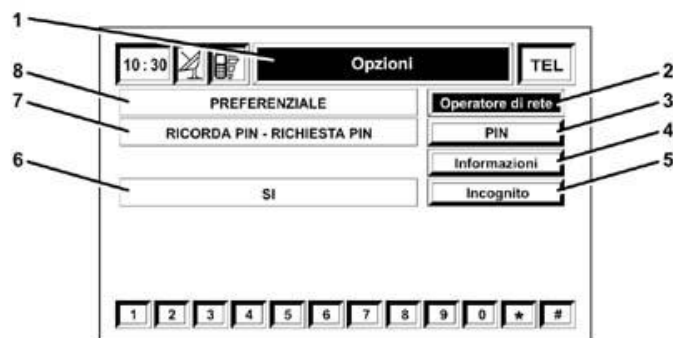 1
10:30 Opzioni TEL
8 PREFERENZIALE Operatore di rete 2
7 RICORDA PIN - RICHIESTA PIN PIN 3
Informazioni 4
6 SI Incognito 5
1 2 3 4 5 6 7 8 9 0 * #